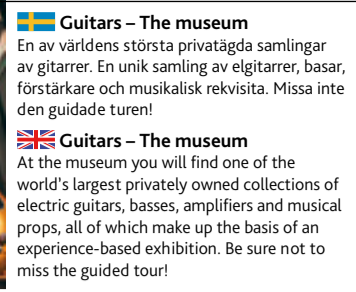 Guitars – The museum
En av världens största privatägda samlingar
av gitarrer. En unik samling av elgitarrer, basar,
förstärkare och musikalisk rekvisita. Missa inte
den guidade turen!
Guitars – The museum
At the museum you will find one of the
world's largest privately owned collections of
electric guitars, basses, amplifiers and musical
props, all of which make up the basis of an
experience-based exhibition. Be sure not to
miss the guided tour!